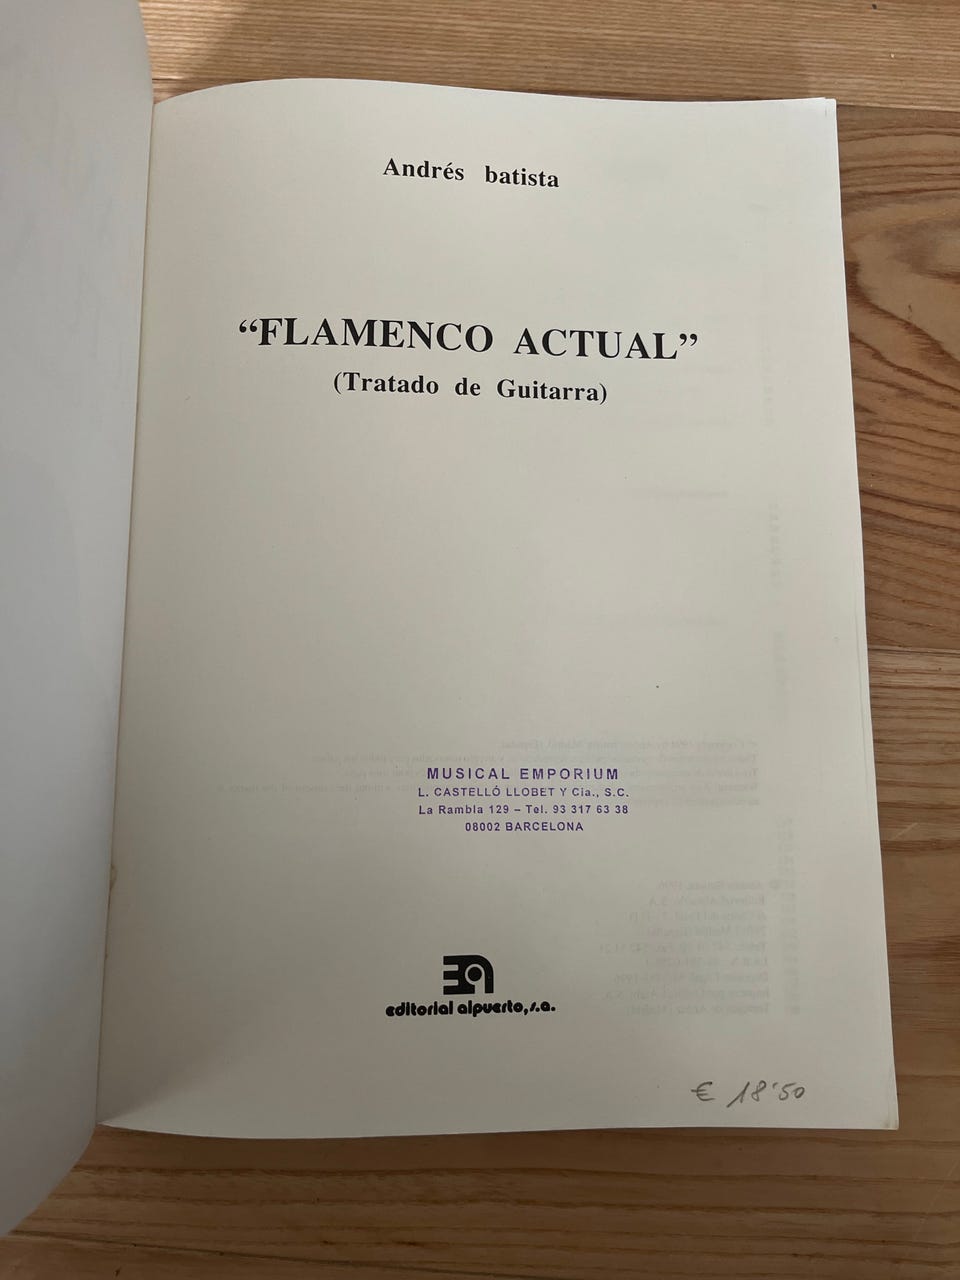 Andrés batista
“FLAMENCO ACTUAL”
(Tratado de Guitarra)
MUSICAL EMPORIUM
L. CASTELLÓ LLOBET Y Cia., S.C.
La Rambla 129 – Tel. 93 317 63 38
08002 BARCELONA
editorial alpuerto,s.a.
€ 18'50